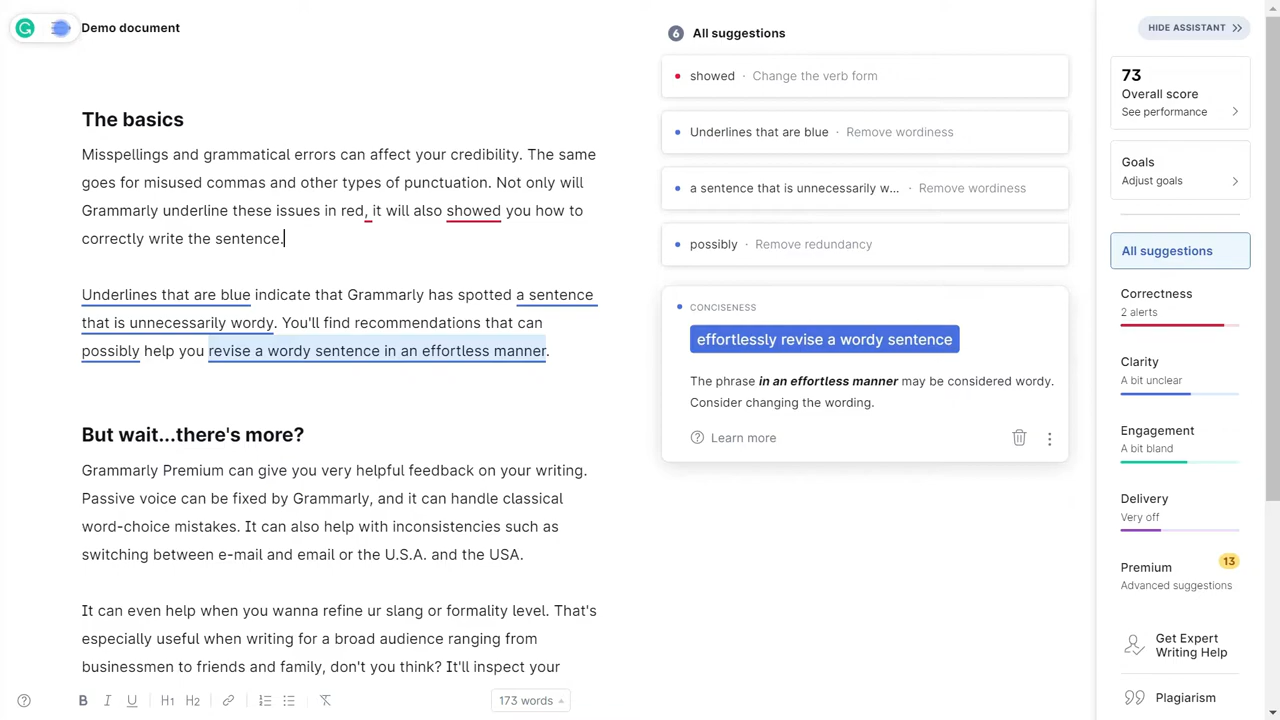 Demo document
The basics
Misspellings and grammatical errors can affect your credibility. The same
goes for misused commas and other types of punctuation. Not only will
Grammarly underline these issues in red, it will also showed you how to
correctly write the sentence.
Underlines that are blue indicate that Grammarly has spotted a sentence
that is unnecessarily wordy. You'll find recommendations that can
possibly help you revise a wordy sentence in an effortless manner.
But wait...there's more?
Grammarly Premium can give you very helpful feedback on your writing.
Passive voice can be fixed by Grammarly, and it can handle classical
word-choice mistakes. It can also help with inconsistencies such as
switching between e-mail and email or the U.S.A. and the USA.
It can even help when you wanna refine ur slang or formality level. That's
especially useful when writing for a broad audience ranging from
businessmen to friends and family, don't you think? It'll inspect your
B I U H1 H2
173 words
6 All suggestions
showed · Change the verb form
Underlines that are blue · Remove wordiness
a sentence that is unnecessarily w... · Remove wordiness
possibly · Remove redundancy
CONCISENESS
effortlessly revise a wordy sentence
The phrase in an effortless manner may be considered wordy.
Consider changing the wording.
Learn more
HIDE ASSISTANT
73
Overall score
See performance
Goals
Adjust goals
All suggestions
Correctness
2 alerts
Clarity
A bit unclear
Engagement
A bit bland
Delivery
Very off
Premium 13
Advanced suggestions
Get Expert
Writing Help
Plagiarism